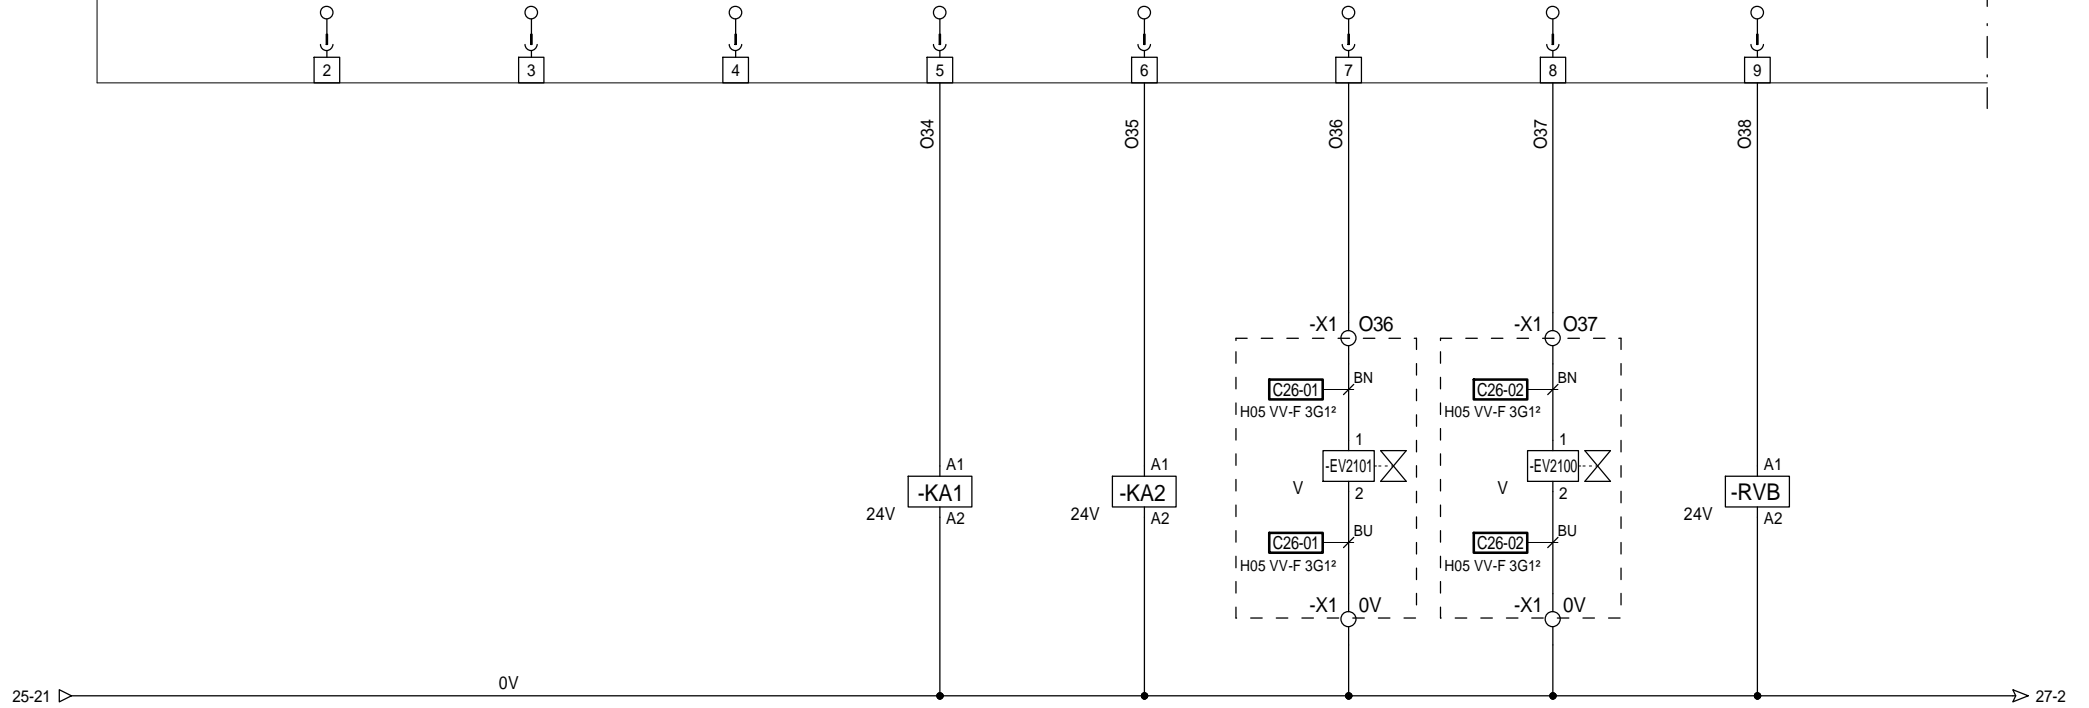 2 3 4 5 6 7 8 9
O34 O35 O36 O37 O38
-X1 O36 -X1 O37
BN BN
C26-01 C26-02
H05 VV-F 3G1² H05 VV-F 3G1²
1 1
A1 A1 -EV2101 -EV2100 A1
-KA1 -KA2 V 2 V 2 -RVB
24V A2 24V A2 24V A2
BU BU
C26-01 C26-02
H05 VV-F 3G1² H05 VV-F 3G1²
-X1 0V -X1 0V
0V
25-21 27-2